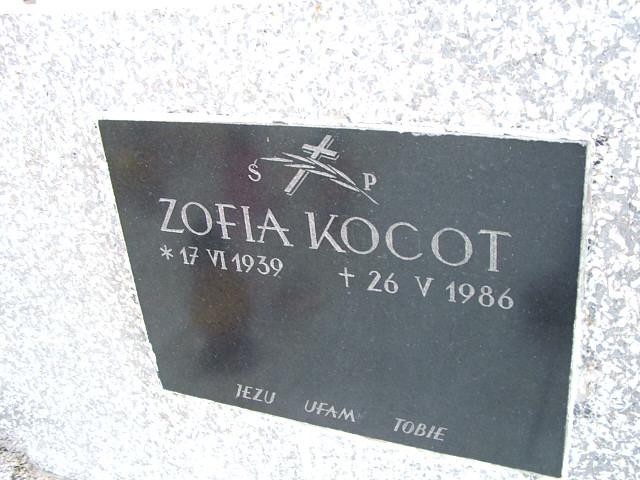 Ś P
ZOFIA KOCOT
* 17 VI 1939 † 26 V 1986
JEZU UFAM TOBIE